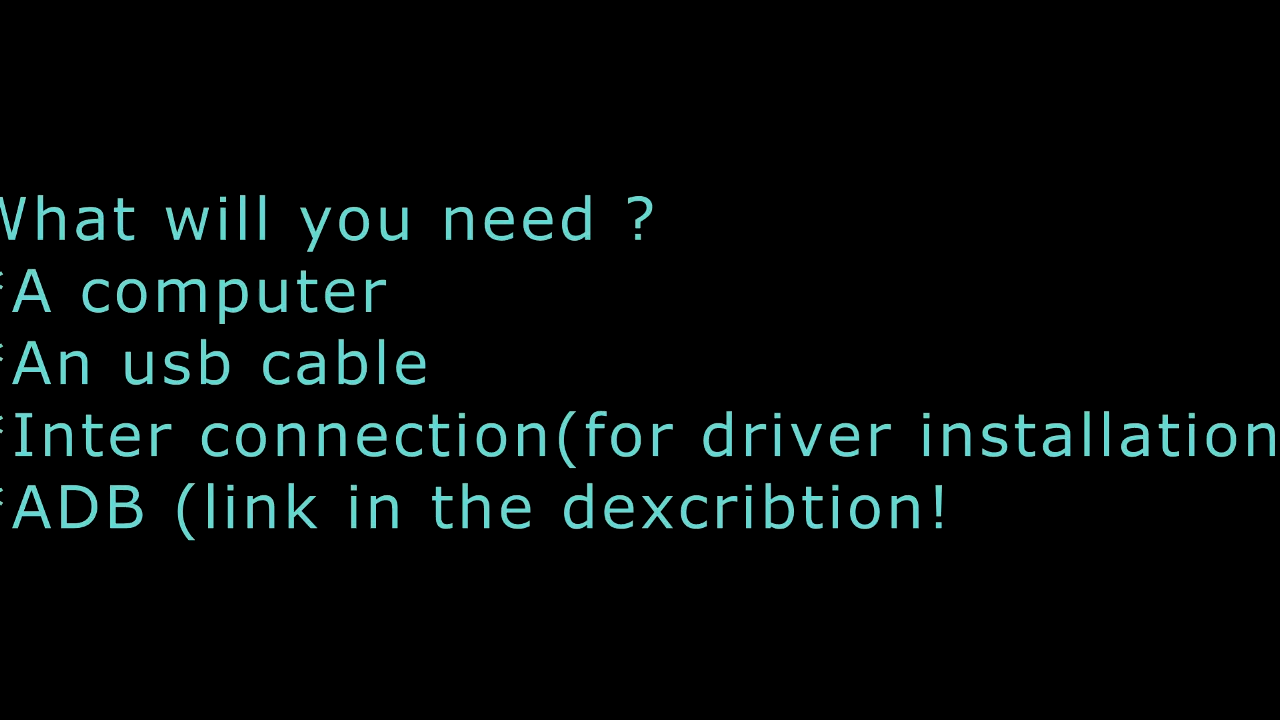 What will you need ?
*A computer
*An usb cable
*Inter connection(for driver installation
*ADB (link in the dexcribtion!